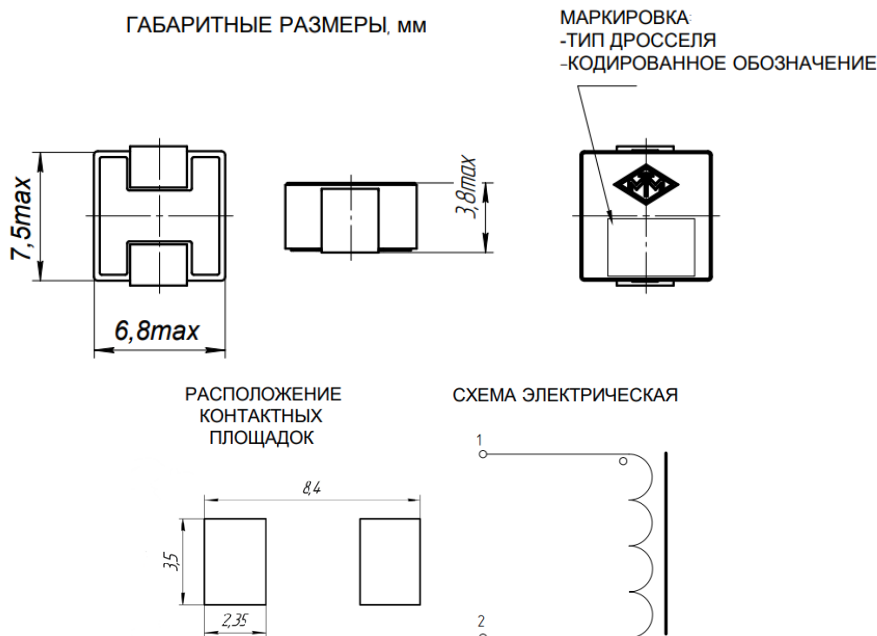 ГАБАРИТНЫЕ РАЗМЕРЫ, мм
МАРКИРОВКА:
-ТИП ДРОССЕЛЯ
-КОДИРОВАННОЕ ОБОЗНАЧЕНИЕ
7,5max
6,8max
3,8max
РАСПОЛОЖЕНИЕ
КОНТАКТНЫХ
ПЛОЩАДОК
8,4
3,5
2,35
СХЕМА ЭЛЕКТРИЧЕСКАЯ
1
2